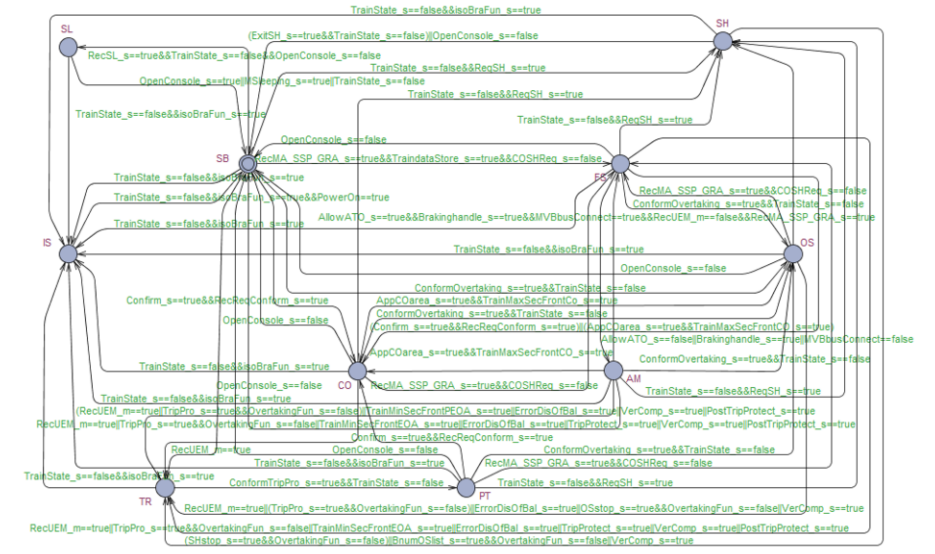 TrainState_s==false&&isoBraFun_s==true
SH
SL
(ExitSH_s==true&&TrainState_s==false)||OpenConsole_s==false
RecSL_s==true&&TrainState_s==false&&OpenConsole_s==false
TrainState_s==false&&ReqSH_s==true
OpenConsole_s==true||MSleeping_s==true||TrainState_s==false
TrainState_s==false&&ReqSH_s==true
TrainState_s==false&&isoBraFun_s==true
TrainState_s==false&&ReqSH_s==true
OpenConsole_s==false
SB
RecMA_SSP_GRA_s==true&&TraindataStore_s==true&&COSHReq_s==false
FS
TrainState_s==false&&isoBraFun_s==true
RecMA_SSP_GRA_s==true&&COSHReq_s==false
TrainState_s==false&&isoBraFun_s==true&&PowerOn==true
ConformOvertaking_s==true&&TrainState_s==false
AllowATO_s==true&&Brakinghandle_s==true&&MVBbusConnect==true&&RecUEM_m==false&&RecMA_SSP_GRA_s==true
TrainState_s==false&&isoBraFun_s==true
IS
TrainState_s==false&&isoBraFun_s==true
OS
OpenConsole_s==false
ConformOvertaking_s==true&&TrainState_s==false
Confirm_s==true&&RecReqConform_s==true
AppCOarea_s==true&&TrainMaxSecFrontCo_s==true
ConformOvertaking_s==true&&TrainState_s==false
OpenConsole_s==false
(Confirm_s==true&&RecReqConform_s==true)||(AppCOarea_s==true&&TrainMaxSecFrontCO_s==true)
AllowATO_s==false||Brakinghandle_s==true||MVBbusConnect==false
AppCOarea_s==true&&TrainMaxSecFrontCO_s==true
ConformOvertaking_s==true&&TrainState_s==false
TrainState_s==false&&isoBraFun_s==true
AM
CO
OpenConsole_s==false
RecMA_SSP_GRA_s==true&&COSHReq_s==false
TrainState_s==false&&ReqSH_s==true
TrainState_s==false&&isoBraFun_s==true
(RecUEM_m==true||TripPro_s==true&&OvertakingFun_s==false)||TrainMinSecFrontPEOA_s==true||ErrorDisOfBal_s==true||VerComp_s==true||PostTripProtect_s==true
RecUEM_m==true||TripPro_s==true&&OvertakingFun_s==false||TrainMinSecFrontEOA_s==true||ErrorDisOfBal_s==true||TripProtect_s==true||VerComp_s==true||PostTripProtect_s==true
Confirm_s==true&&RecReqConform_s==true
RecUEM_m==true
OpenConsole_s==false
ConformOvertaking_s==true&&TrainState_s==false
TrainState_s==false&&isoBraFun_s==true
RecMA_SSP_GRA_s==true&&COSHReq_s==false
TrainState_s==false&&isoBraFun_s==true
ConformTripPro_s==true
TrainState_s==false&&ReqSH_s==true
TR
PT
RecUEM_m==true||(TripPro_s==true&&OvertakingFun_s==false)||ErrorDisOfBal_s==true||OSstop_s==true&&OvertakingFun_s==false||VerComp_s==true
RecUEM_m==true||TripPro_s==true&&OvertakingFun_s==false||TrainMinSecFrontEOA_s==true||ErrorDisOfBal_s==true||TripProtect_s==true||VerComp_s==true||PostTripProtect_s==true
(SHstop_s==true&&OvertakingFun_s==false)||BnumOSlist_s==true||VerComp_s==true